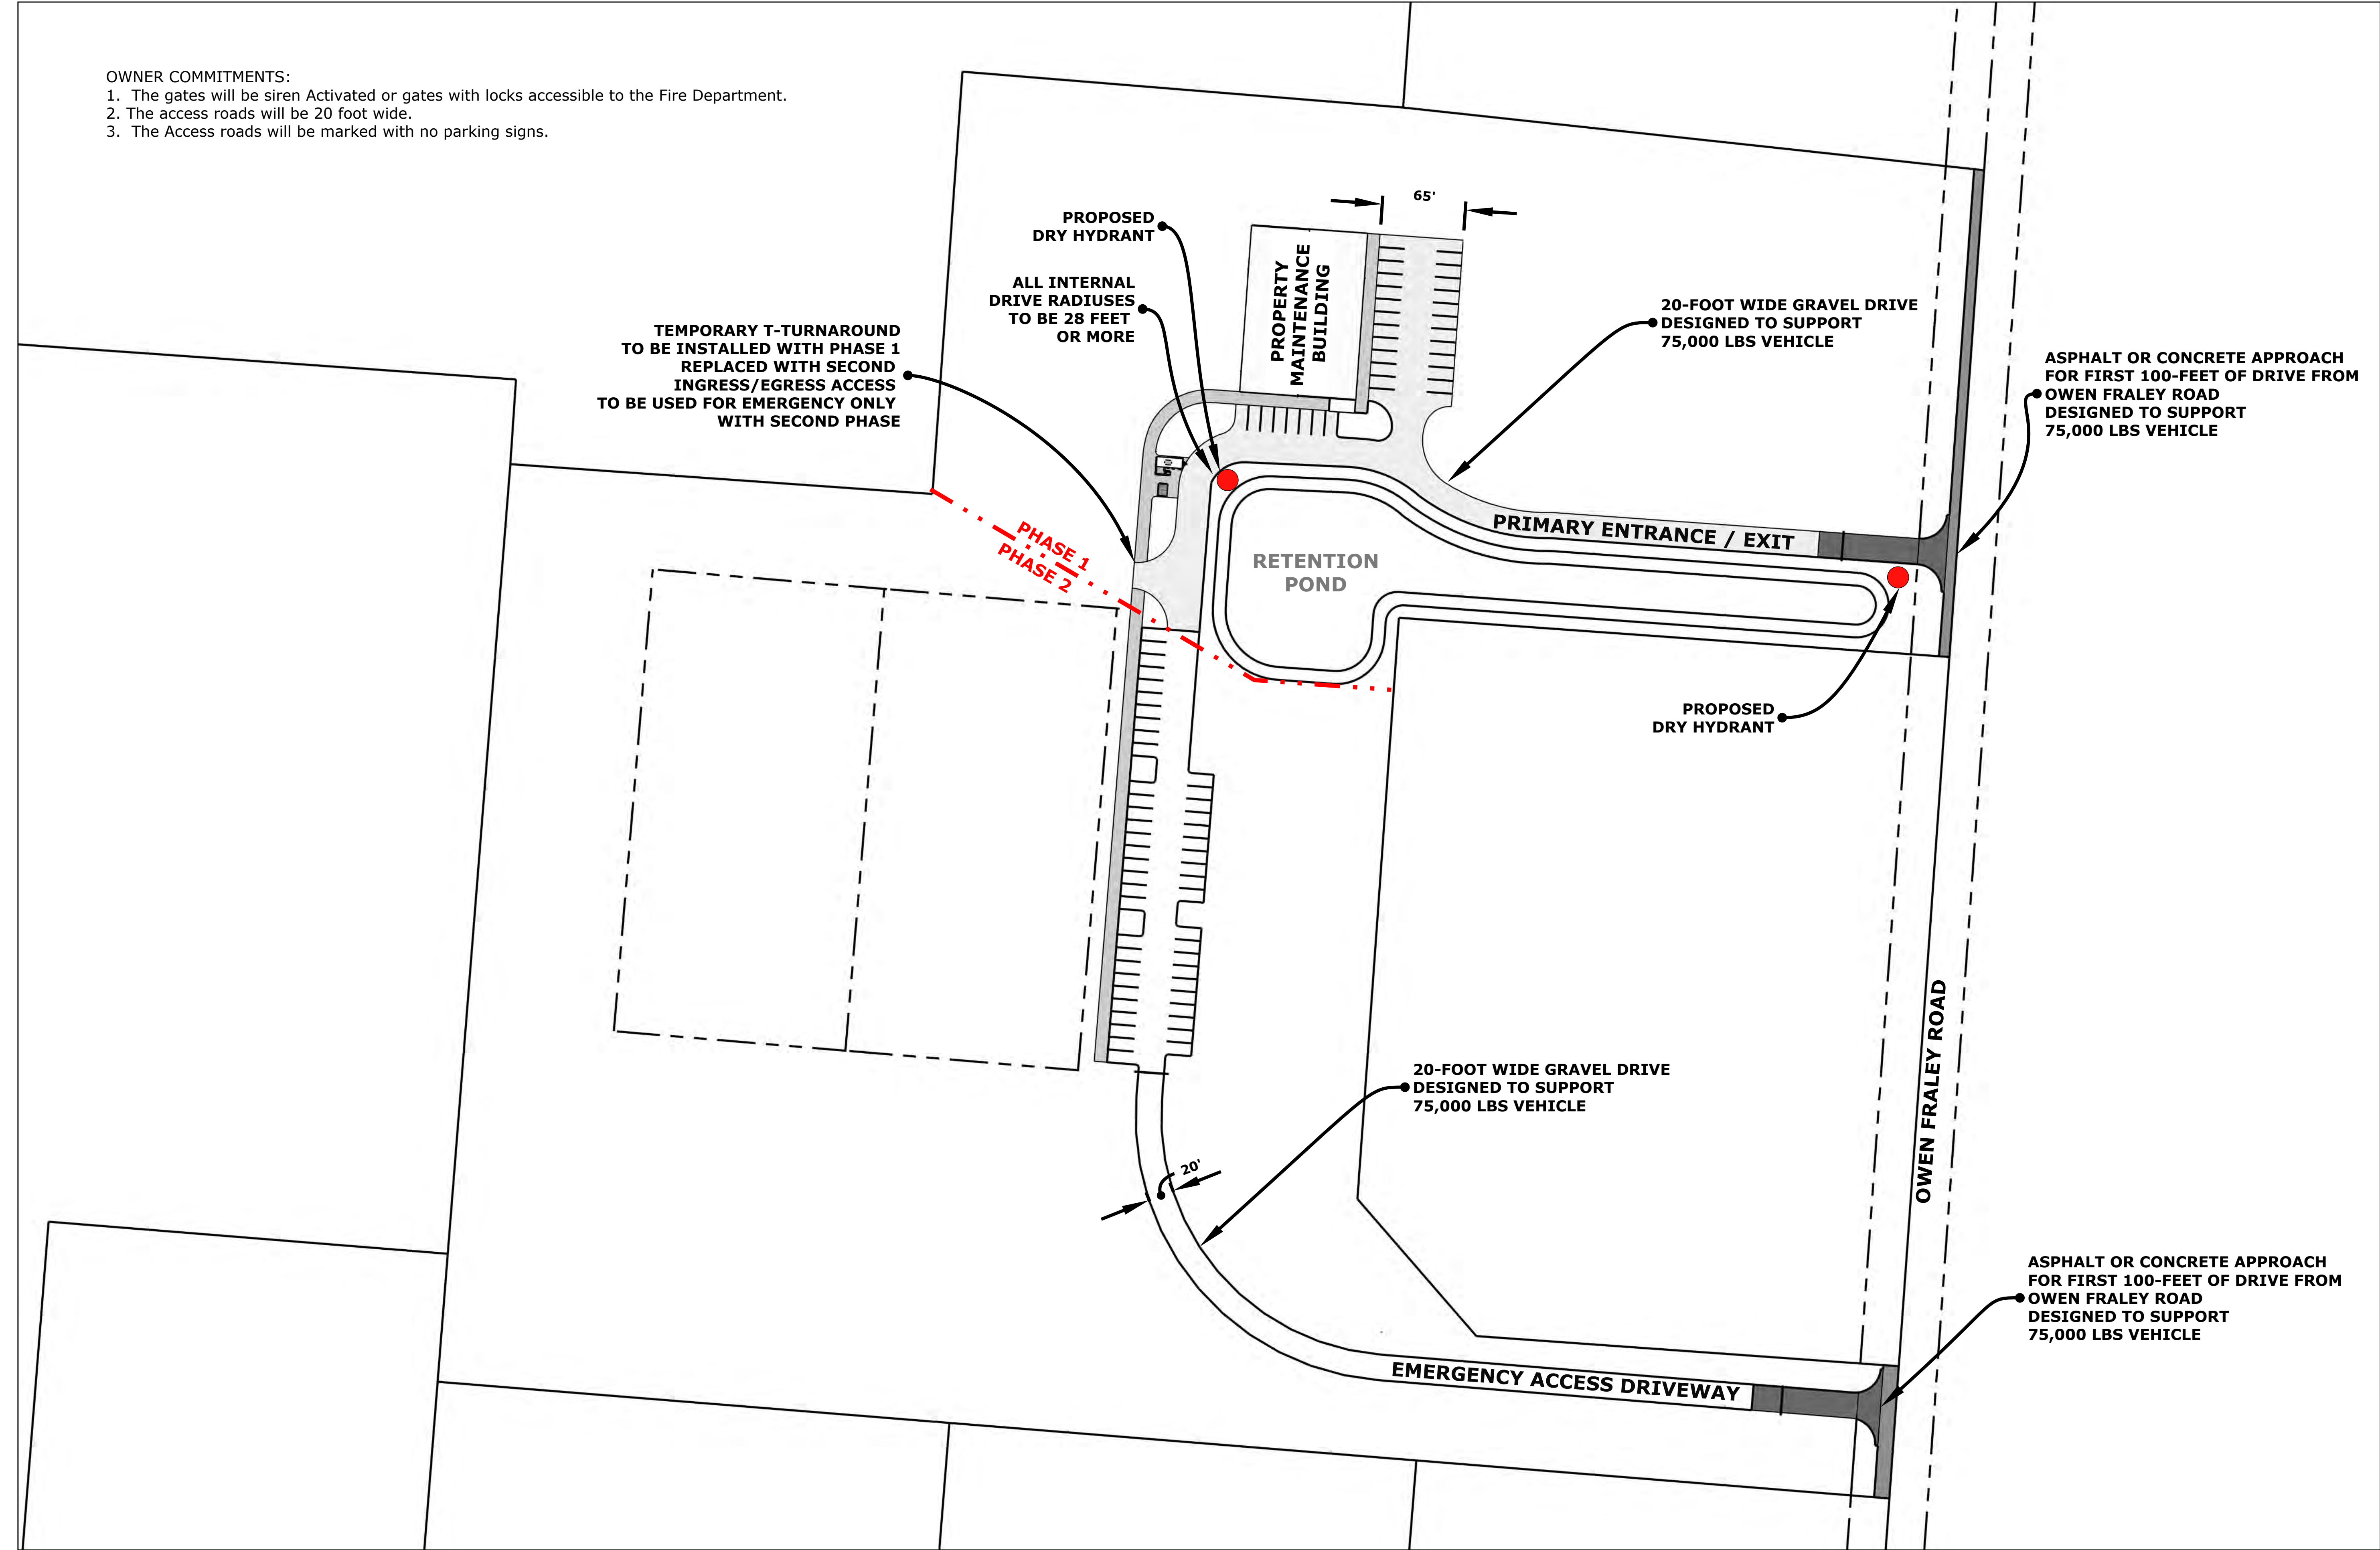 OWNER COMMITMENTS:
1. The gates will be siren Activated or gates with locks accessible to the Fire Department.
2. The access roads will be 20 foot wide.
3. The Access roads will be marked with no parking signs.
65'
PROPOSED
DRY HYDRANT
ALL INTERNAL
DRIVE RADIUSES
TO BE 28 FEET
OR MORE
PROPERTY
MAINTENANCE
BUILDING
20-FOOT WIDE GRAVEL DRIVE
DESIGNED TO SUPPORT
75,000 LBS VEHICLE
TEMPORARY T-TURNAROUND
TO BE INSTALLED WITH PHASE 1
REPLACED WITH SECOND
INGRESS/EGRESS ACCESS
TO BE USED FOR EMERGENCY ONLY
WITH SECOND PHASE
ASPHALT OR CONCRETE APPROACH
FOR FIRST 100-FEET OF DRIVE FROM
OWEN FRALEY ROAD
DESIGNED TO SUPPORT
75,000 LBS VEHICLE
PRIMARY ENTRANCE / EXIT
PHASE 1
PHASE 2
RETENTION
POND
PROPOSED
DRY HYDRANT
OWEN FRALEY ROAD
20-FOOT WIDE GRAVEL DRIVE
DESIGNED TO SUPPORT
75,000 LBS VEHICLE
20'
ASPHALT OR CONCRETE APPROACH
FOR FIRST 100-FEET OF DRIVE FROM
OWEN FRALEY ROAD
DESIGNED TO SUPPORT
75,000 LBS VEHICLE
EMERGENCY ACCESS DRIVEWAY